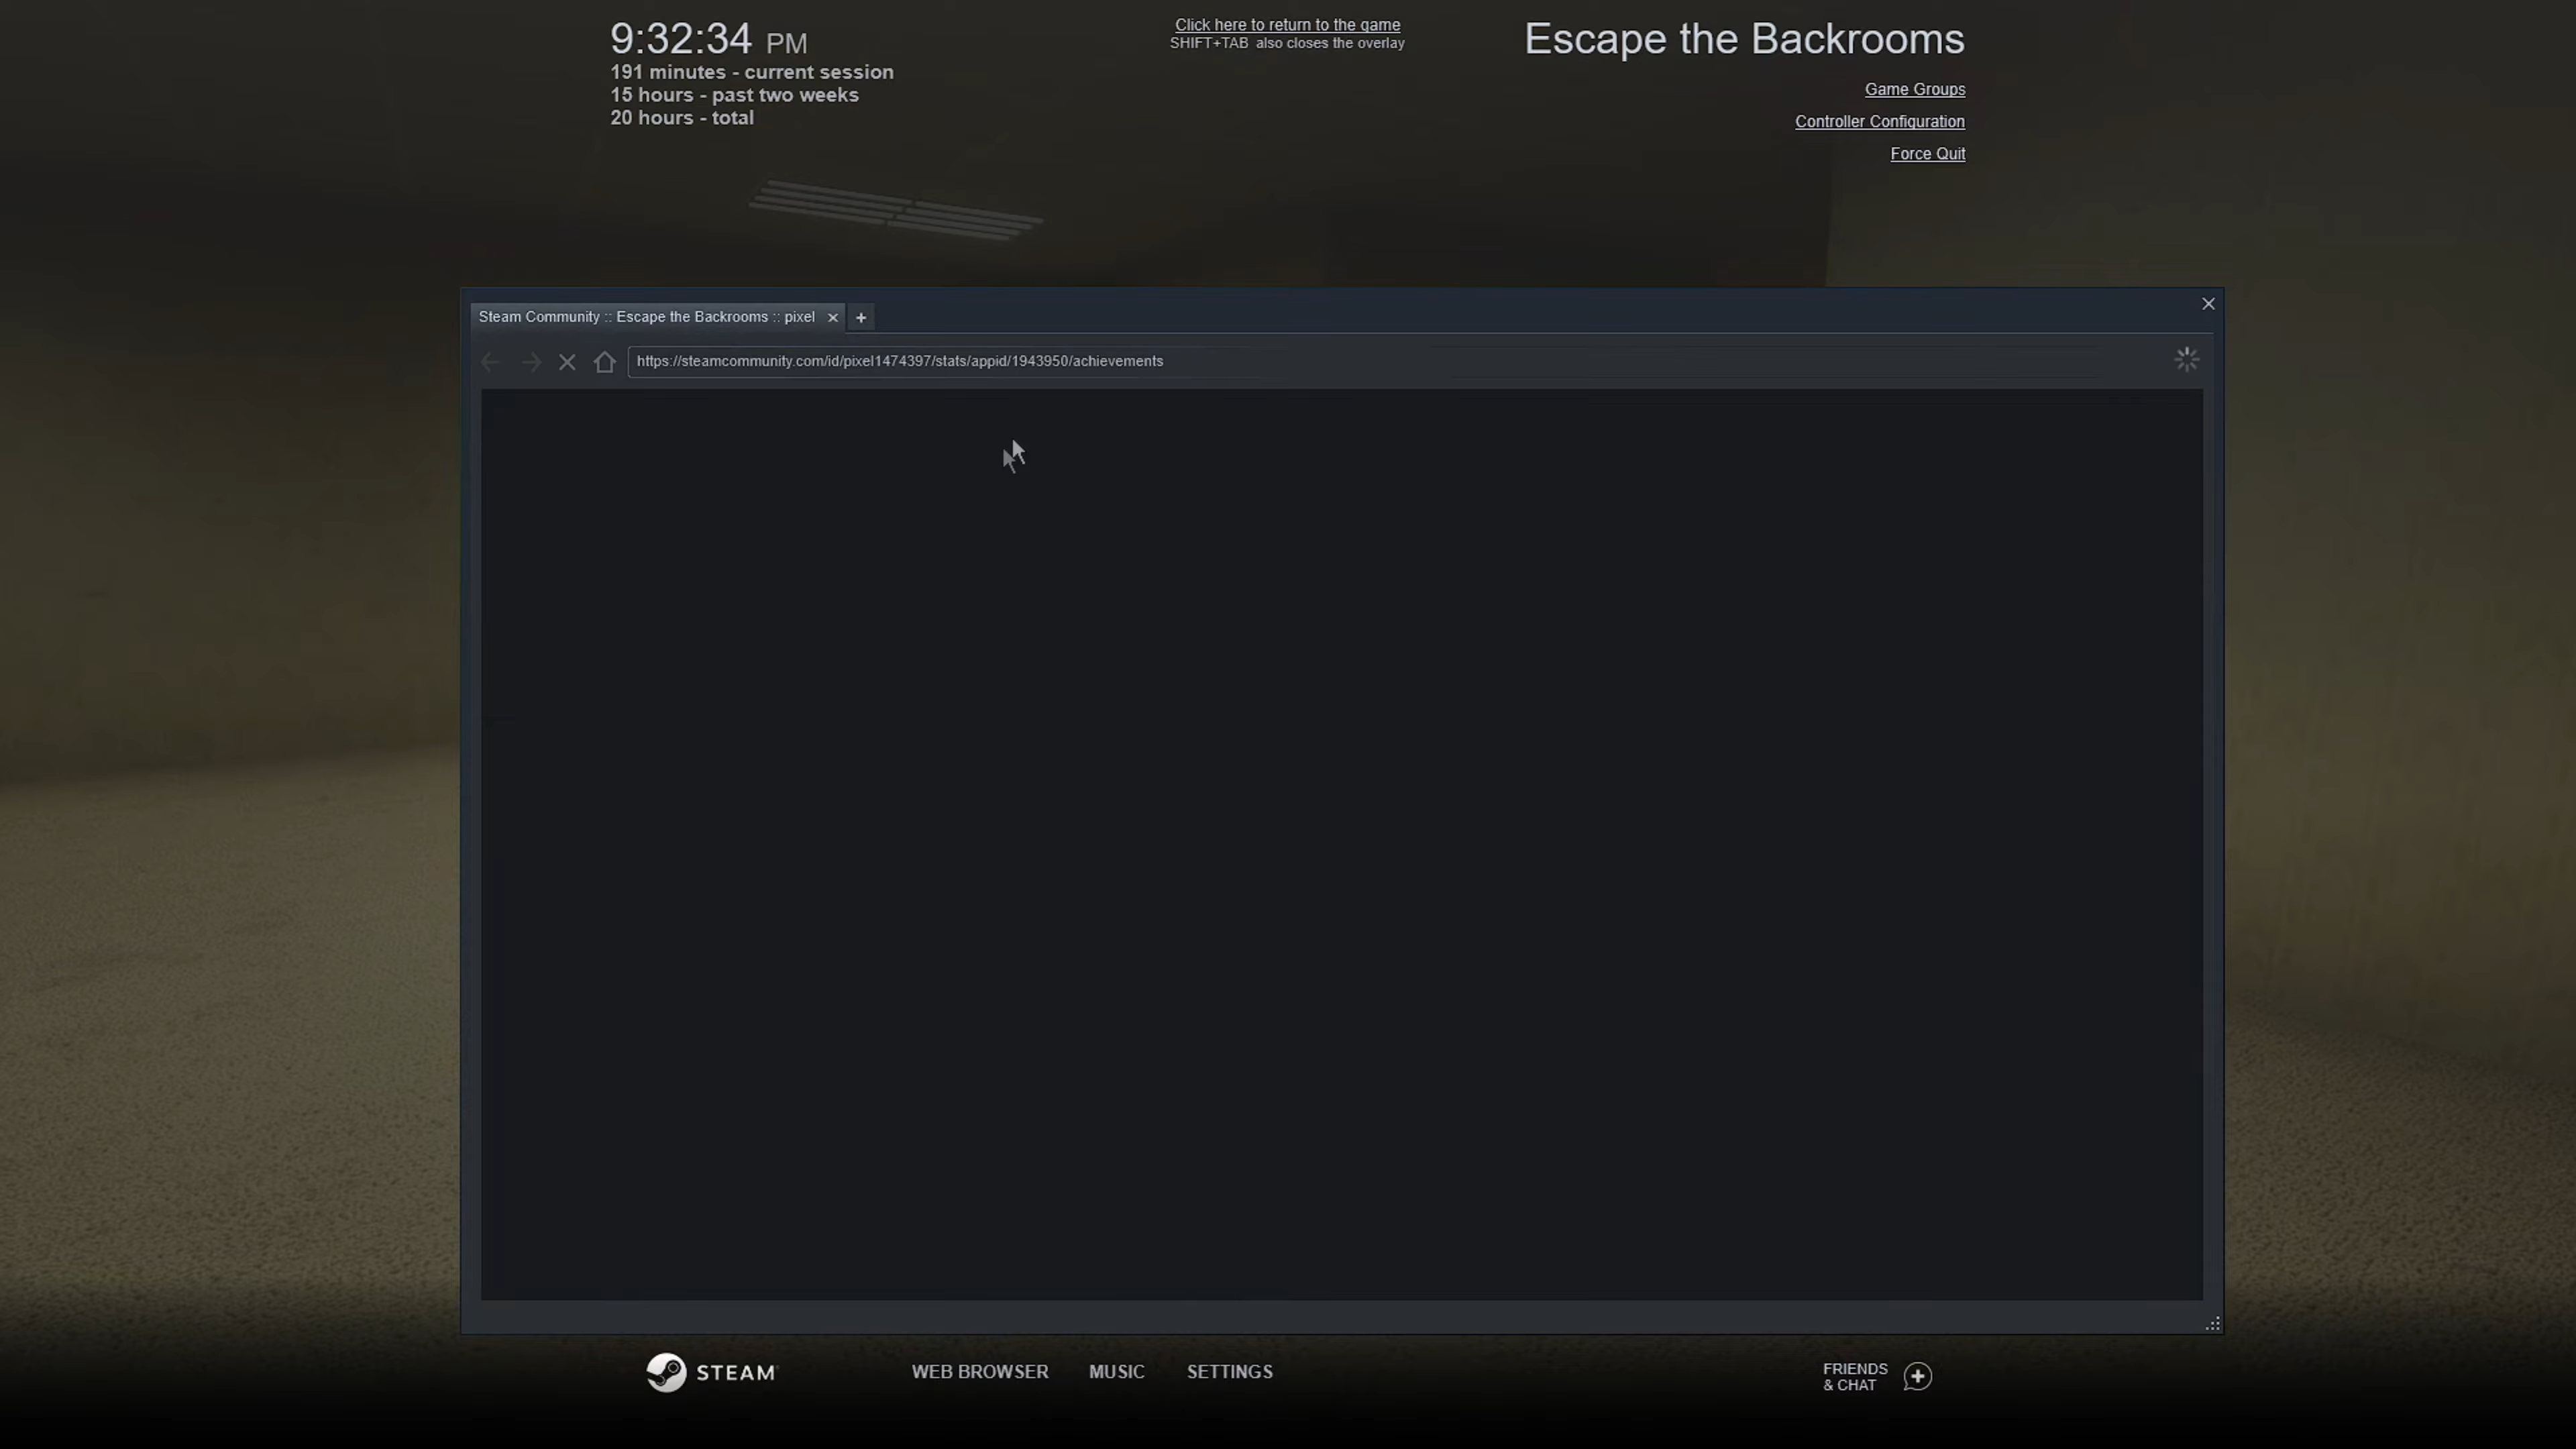 9:32:34 PM
191 minutes - current session
15 hours - past two weeks
20 hours - total
Click here to return to the game
SHIFT+TAB also closes the overlay
Escape the Backrooms
Game Groups
Controller Configuration
Force Quit
Steam Community :: Escape the Backrooms :: pixel
https://steamcommunity.com/id/pixel1474397/stats/appid/1943950/achievements
STEAM
WEB BROWSER
MUSIC
SETTINGS
FRIENDS
& CHAT